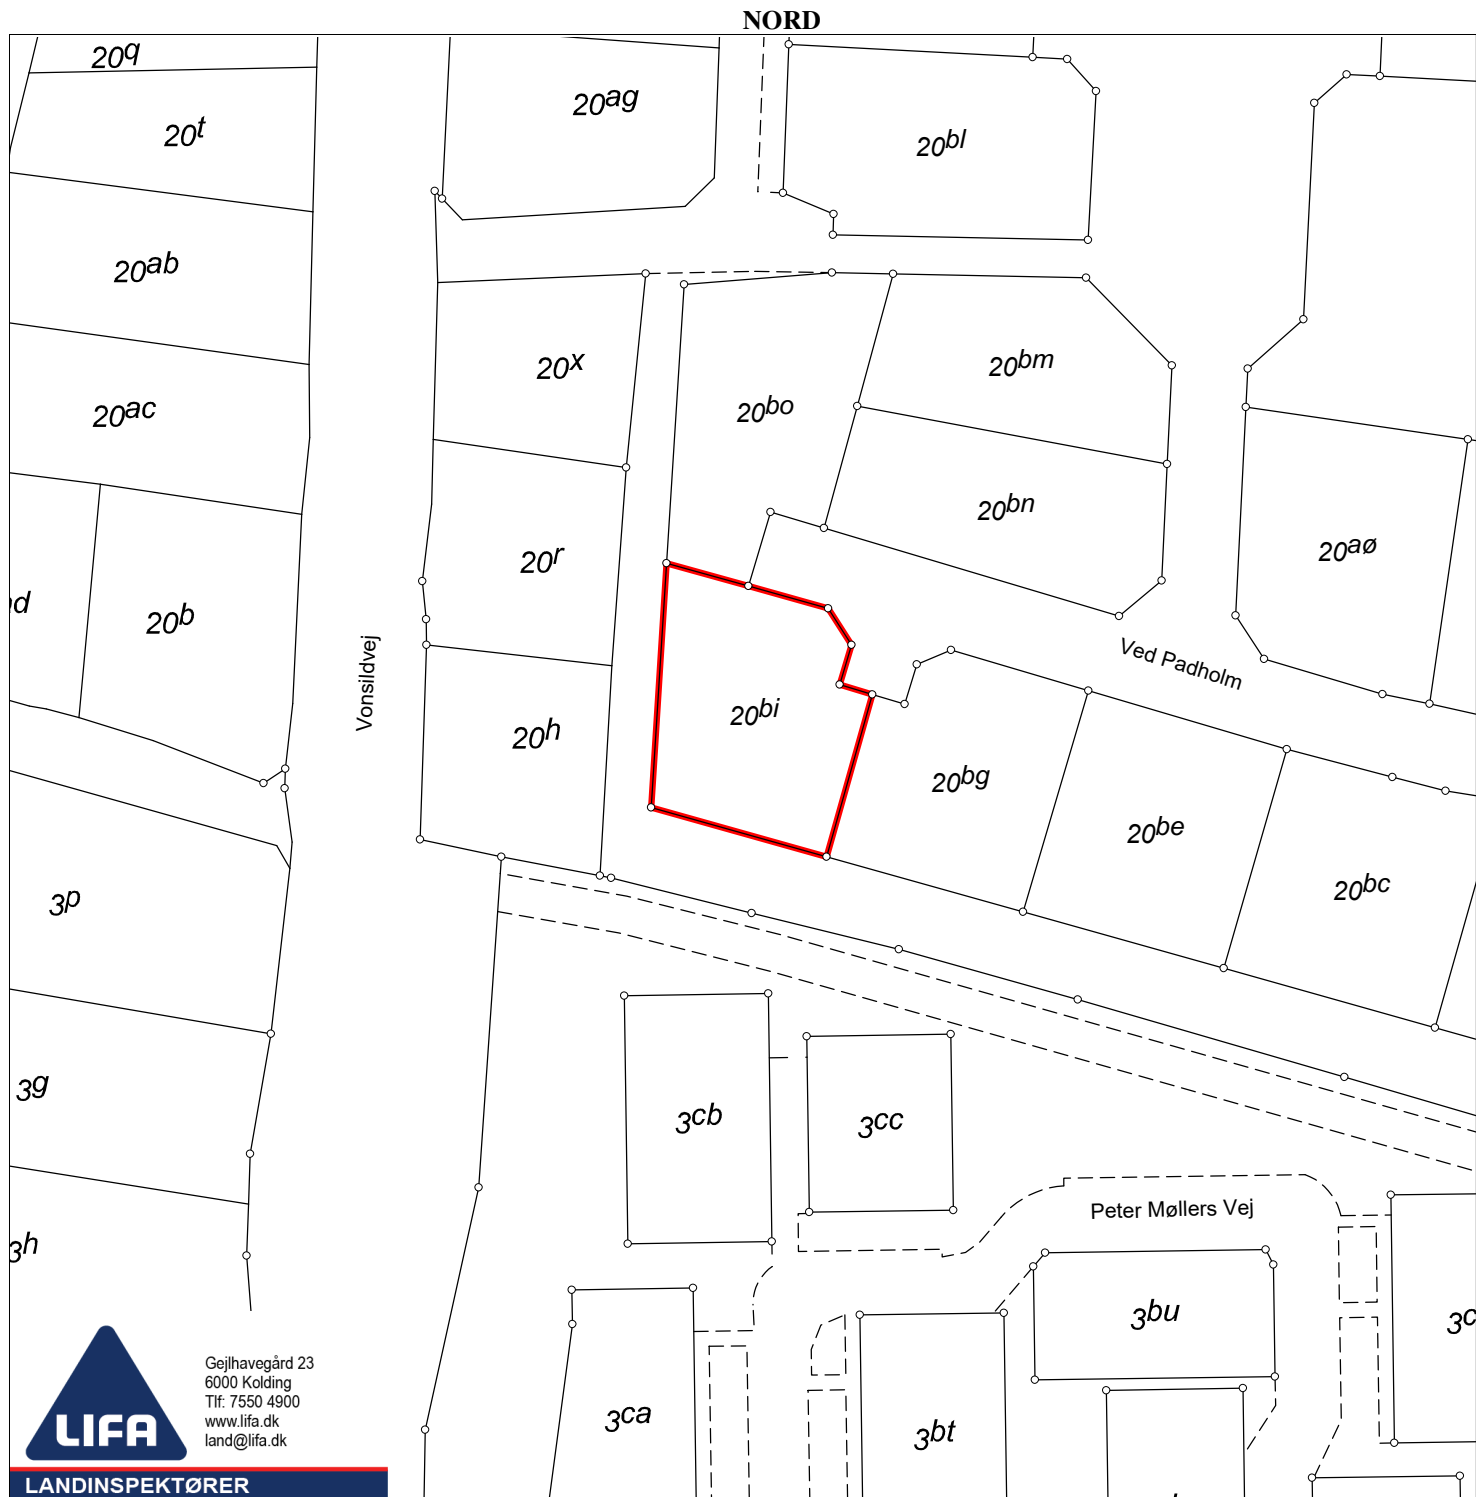 NORD
20q
20t
20ag
20bl
20ab
20x
20bm
20bo
20ac
20bn
20aø
20r
20b
Ved Padholm
Vonsildvej
20bi
20h
20bg
20be
20bc
3p
3g
3cb
3cc
Peter Møllers Vej
3h
3bu
3ca
3bt
Gejlhavegård 23
6000 Kolding
Tlf: 7550 4900
www.lifa.dk
land@lifa.dk
LIFA
LANDINSPEKTØRER